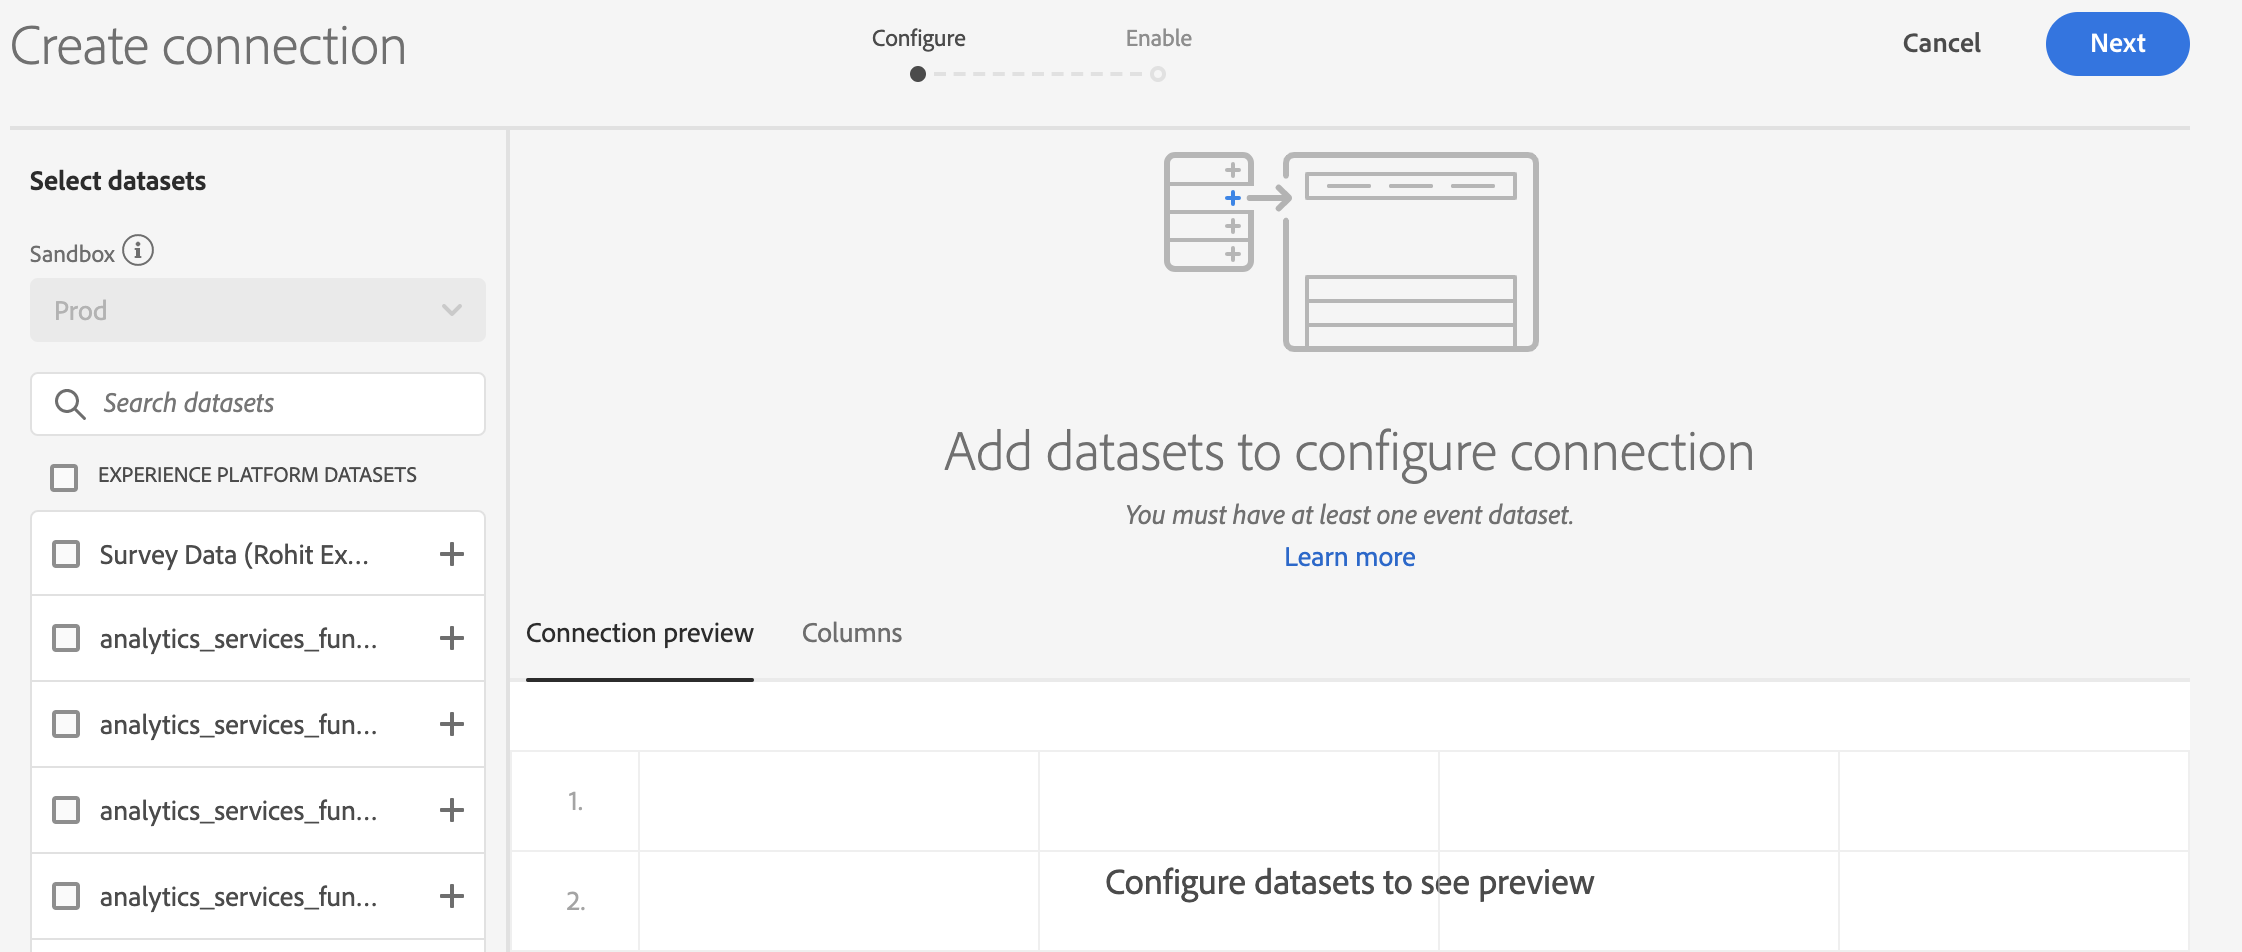 Create connection
Configure
Enable
Cancel
Next
Select datasets
Sandbox
Prod
Search datasets
EXPERIENCE PLATFORM DATASETS
Survey Data (Rohit Ex...
analytics_services_fun...
analytics_services_fun...
analytics_services_fun...
analytics_services_fun...
Add datasets to configure connection
You must have at least one event dataset.
Learn more
Connection preview
Columns
1.
2.
Configure datasets to see preview